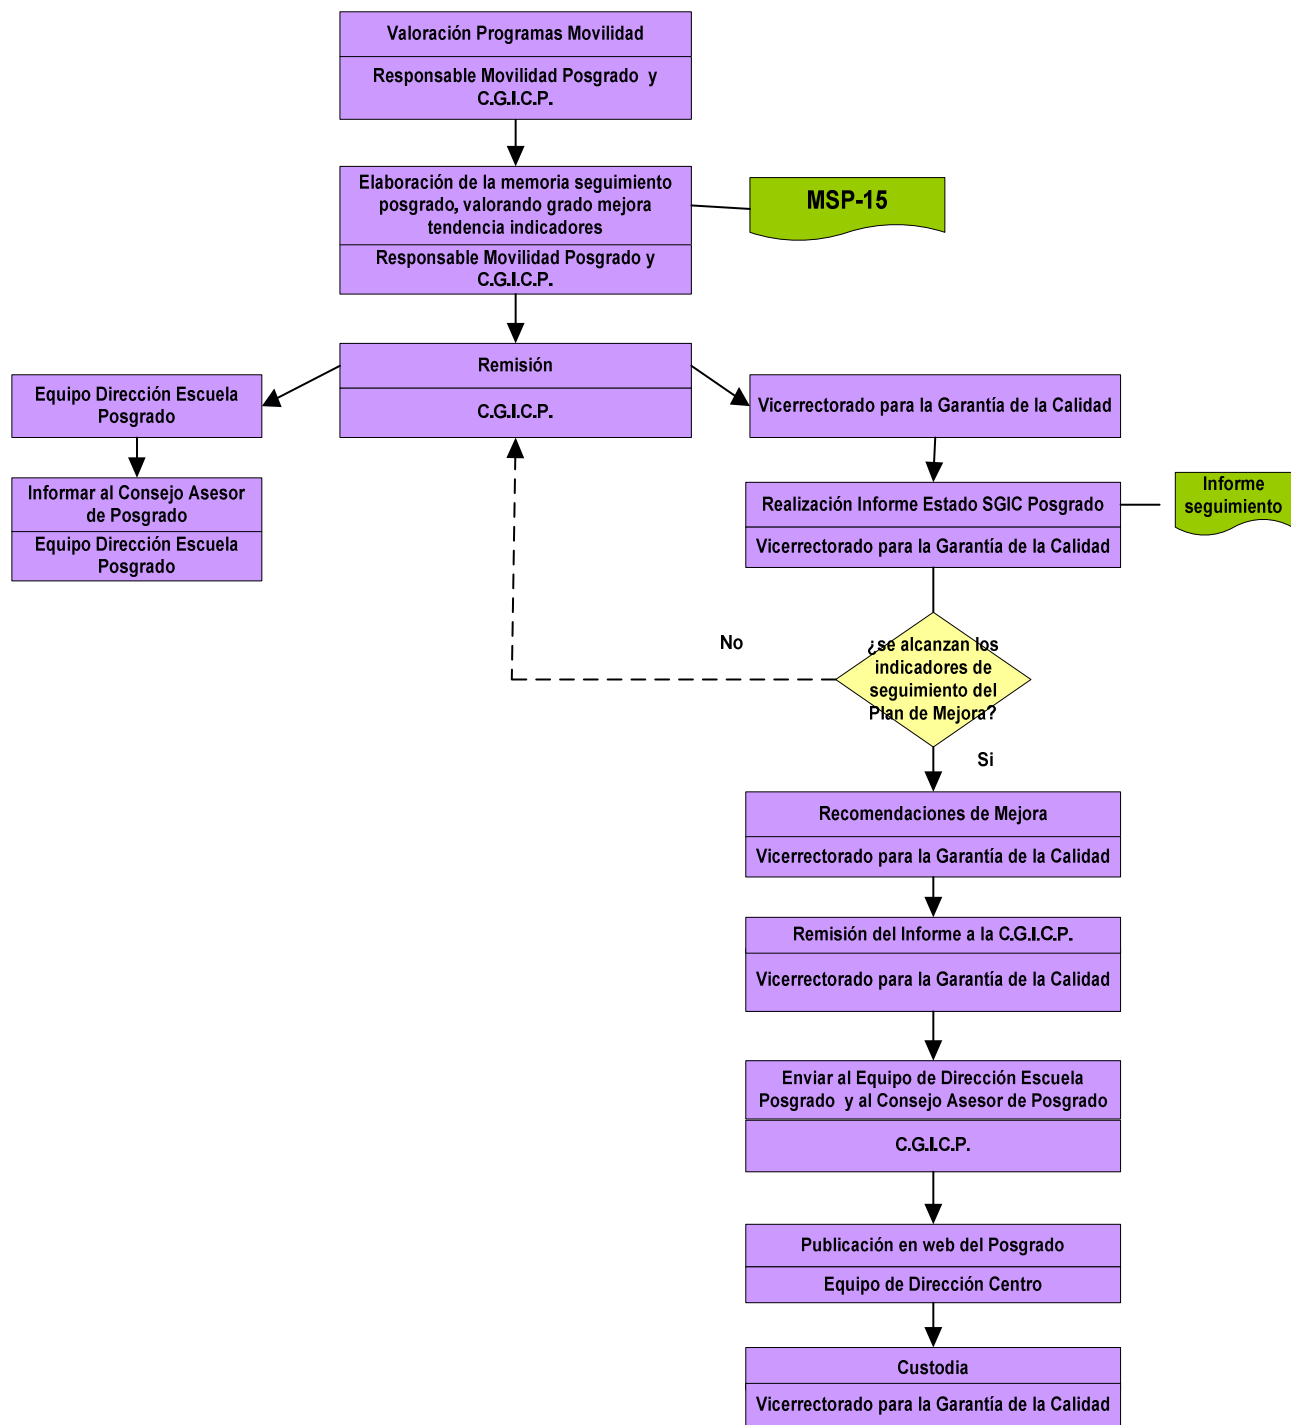 Valoración Programas Movilidad
Responsable Movilidad Posgrado y
C.G.I.C.P.
Elaboración de la memoria seguimiento
posgrado, valorando grado mejora
tendencia indicadores
Responsable Movilidad Posgrado y
C.G.I.C.P.
MSP-15
Remisión
C.G.I.C.P.
Equipo Dirección Escuela
Posgrado
Informar al Consejo Asesor
de Posgrado
Equipo Dirección Escuela
Posgrado
Vicerrectorado para la Garantía de la Calidad
Realización Informe Estado SGIC Posgrado
Vicerrectorado para la Garantía de la Calidad
Informe
seguimiento
¿se alcanzan los
indicadores de
seguimiento del
Plan de Mejora?
No
Si
Recomendaciones de Mejora
Vicerrectorado para la Garantía de la Calidad
Remisión del Informe a la C.G.I.C.P.
Vicerrectorado para la Garantía de la Calidad
Enviar al Equipo de Dirección Escuela
Posgrado y al Consejo Asesor de Posgrado
C.G.I.C.P.
Publicación en web del Posgrado
Equipo de Dirección Centro
Custodia
Vicerrectorado para la Garantía de la Calidad